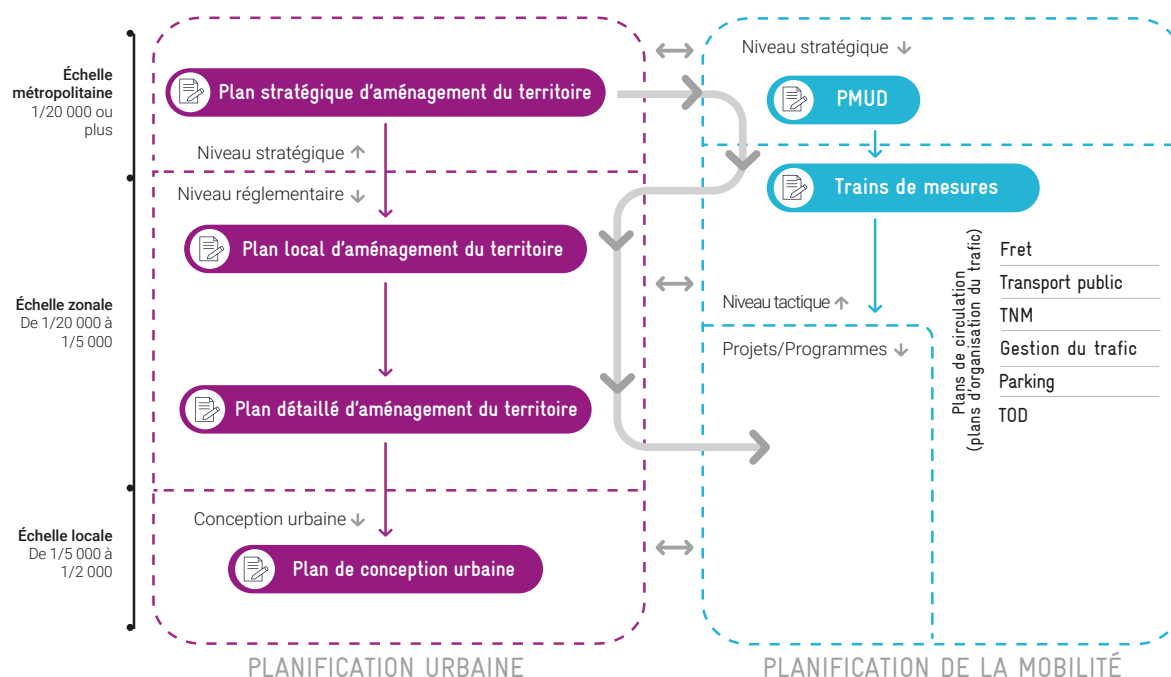 Échelle
métropolitaine
1/20 000 ou
plus
Échelle zonale
De 1/20 000 à
1/5 000
Échelle locale
De 1/5 000 à
1/2 000
Plan stratégique d'aménagement du territoire
Niveau stratégique ↑
Niveau réglementaire ↓
Plan local d'aménagement du territoire
Plan détaillé d'aménagement du territoire
Conception urbaine ↓
Plan de conception urbaine
PLANIFICATION URBAINE
Niveau stratégique ↓
PMUD
Trains de mesures
Niveau tactique ↑
Projets/Programmes ↓
Plans de circulation
(plans d'organisation du trafic)
Fret
Transport public
TNM
Gestion du trafic
Parking
TOD
PLANIFICATION DE LA MOBILITÉ